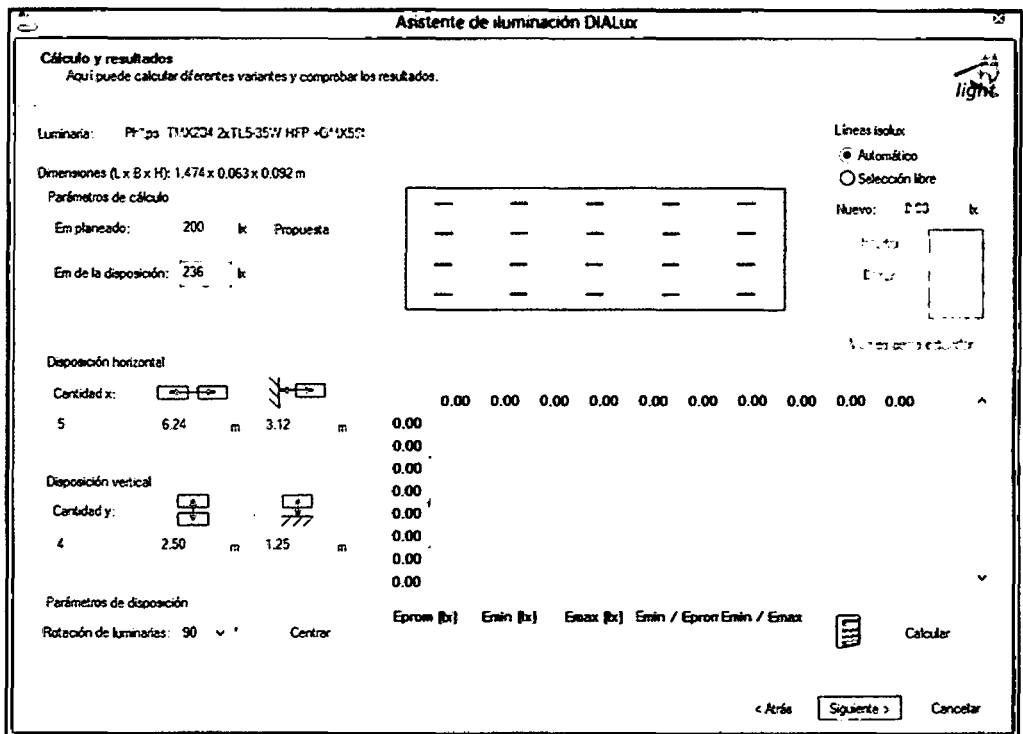 Asistente de iluminación DIALux
Cálculo y resultados
Aquí puede calcular diferentes variantes y comprobar los resultados.
light.
Luminaria: Philips TMX204 2xTL5-35W HFP +GMX555
Líneas isolux
Automático
Dimensiones (L x B x H): 1.474 x 0.063 x 0.092 m
Selección libre
Parámetros de cálculo
Nuevo: lx
Em planeado: 200 lx Propuesta
Em de la disposición: 236 lx
Disposición horizontal
Cantidad x:
0.00 0.00 0.00 0.00 0.00 0.00 0.00 0.00 0.00 0.00
5 6.24 m 3.12 m 0.00
0.00
0.00
Disposición vertical
0.00
Cantidad y:
0.00
0.00
4 2.50 m 1.25 m
0.00
0.00
Parámetros de disposición
Eprom [lx] Emin [lx] Emax [lx] Emin / Eprom Emin / Emax
Rotación de luminarias: 90 ° Centrar
Calcular
< Atrás Siguiente > Cancelar